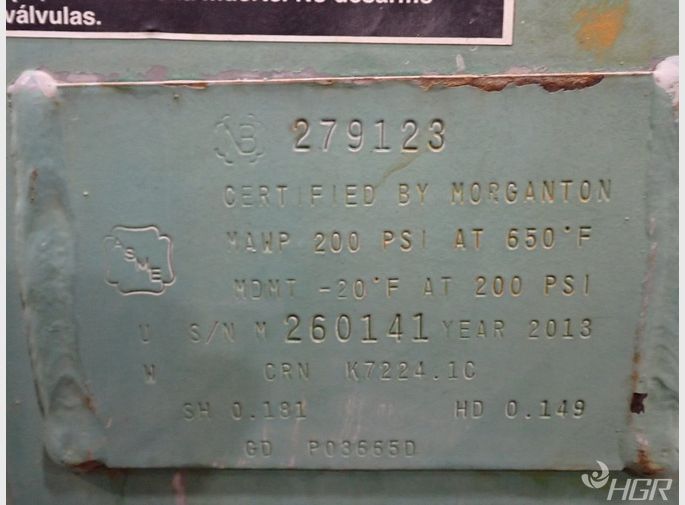 válvulas.
NB 279123
CERTIFIED BY MORGANTON
ASME
MAWP 200 PSI AT 650°F
MDMT -20°F AT 200 PSI
U S/N M 260141 YEAR 2013
W CRN K7224.1C
SH 0.181 HD 0.149
GD P03665D
HGR